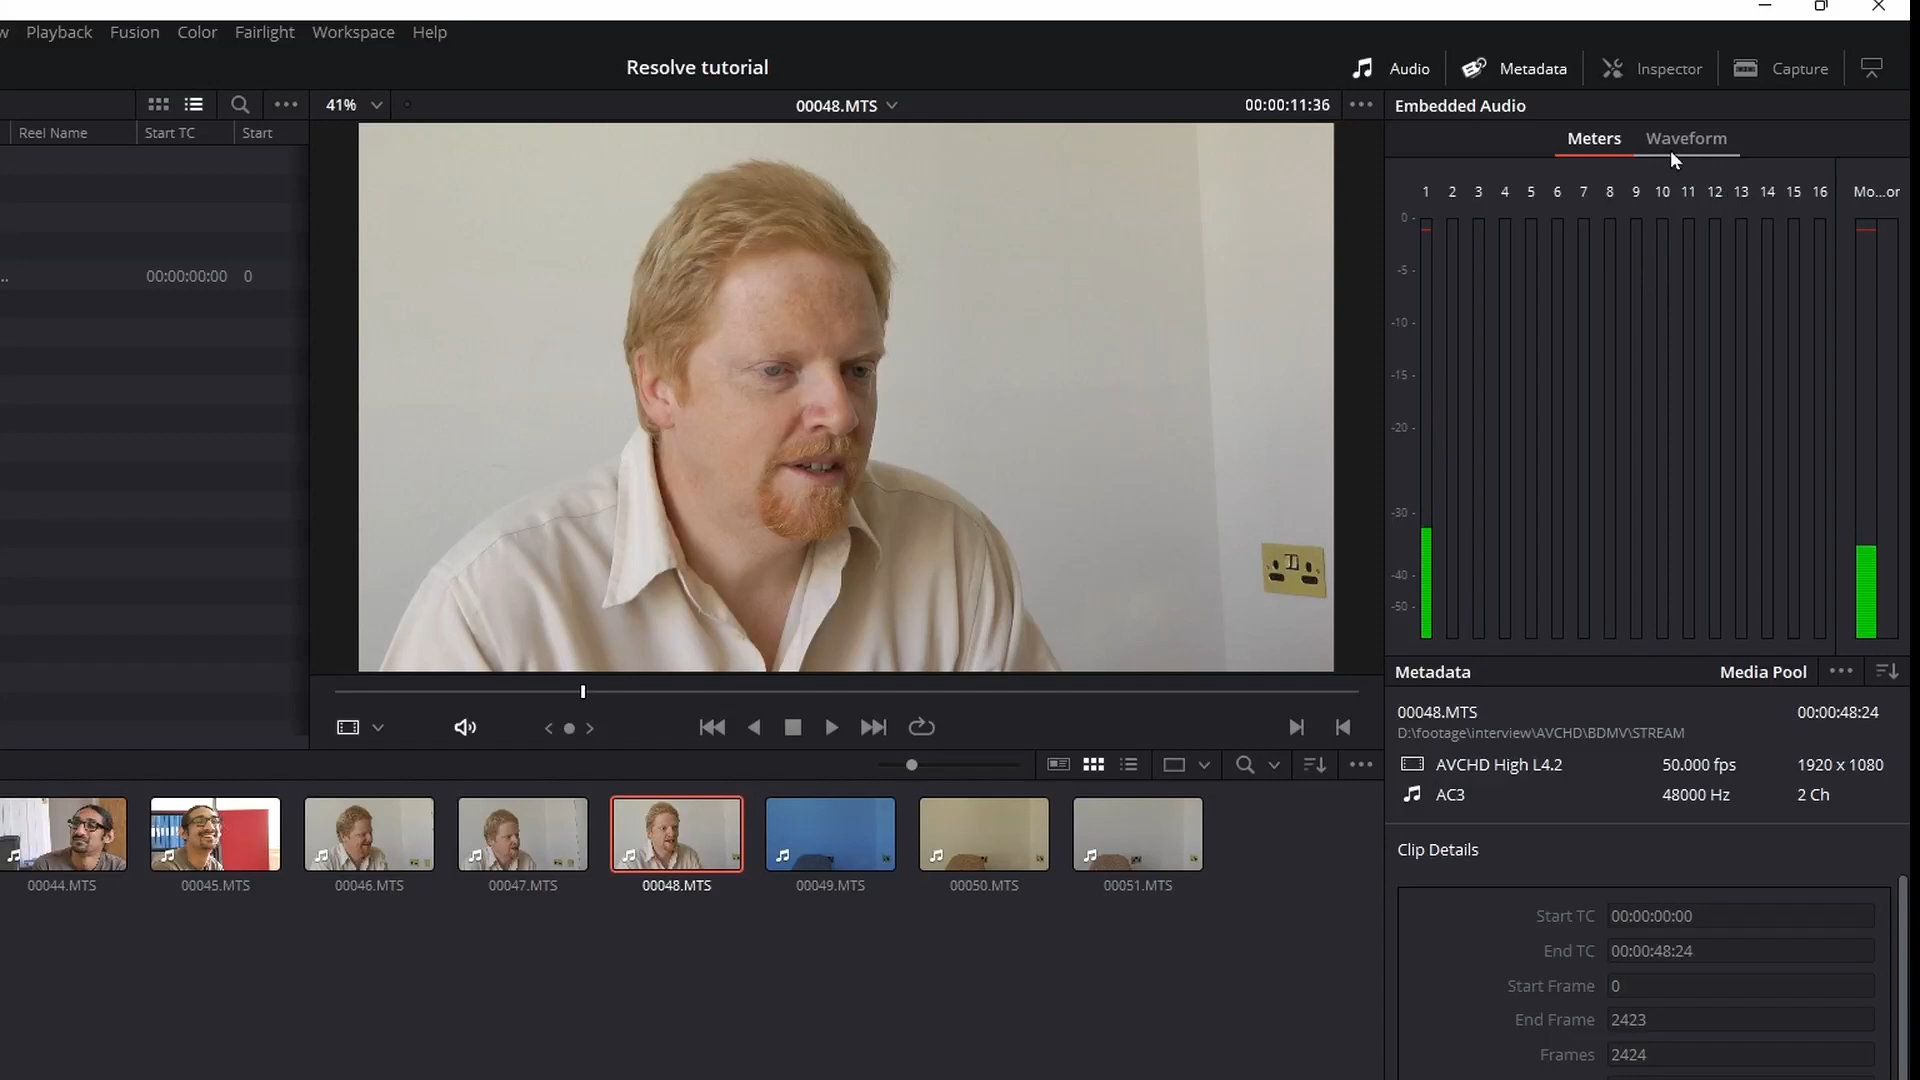 w Playback Fusion Color Fairlight Workspace Help
Resolve tutorial
Audio Metadata Inspector Capture
41% 00048.MTS 00:00:11:36
Embedded Audio
Reel Name Start TC Start
Meters Waveform
1 2 3 4 5 6 7 8 9 10 11 12 13 14 15 16 Mo...or
0 -
-5 -
-10 -
-15 -
-20 -
-30 -
-40 -
-50 -
.. 00:00:00:00 0
Metadata Media Pool
00048.MTS 00:00:48:24
D:\footage\interview\AVCHD\BDMV\STREAM
AVCHD High L4.2 50.000 fps 1920 x 1080
AC3 48000 Hz 2 Ch
00044.MTS 00045.MTS 00046.MTS 00047.MTS 00048.MTS 00049.MTS 00050.MTS 00051.MTS
Clip Details
Start TC 00:00:00:00
End TC 00:00:48:24
Start Frame 0
End Frame 2423
Frames 2424